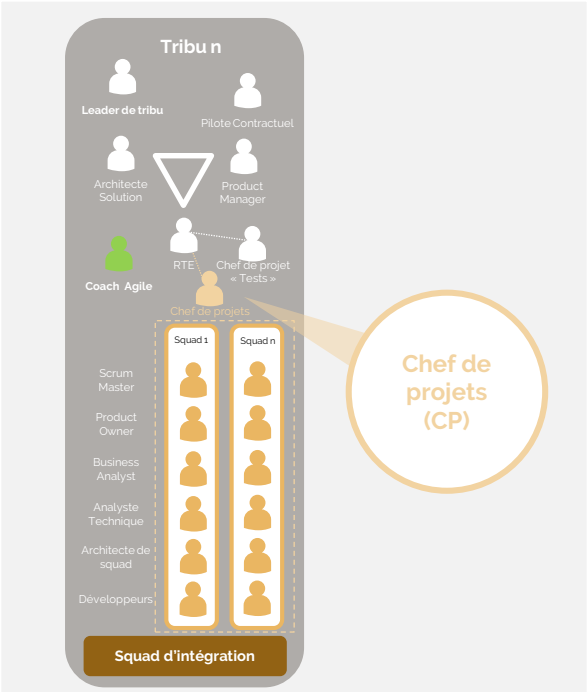 Tribu n
Leader de tribu
Pilote Contractuel
Architecte
Solution
Product
Manager
RTE
Chef de projet
« Tests »
Coach Agile
Chef de projets
Squad 1
Squad n
Scrum
Master
Product
Owner
Business
Analyst
Analyste
Technique
Architecte de
squad
Développeurs
Squad d'intégration
Chef de
projets
(CP)